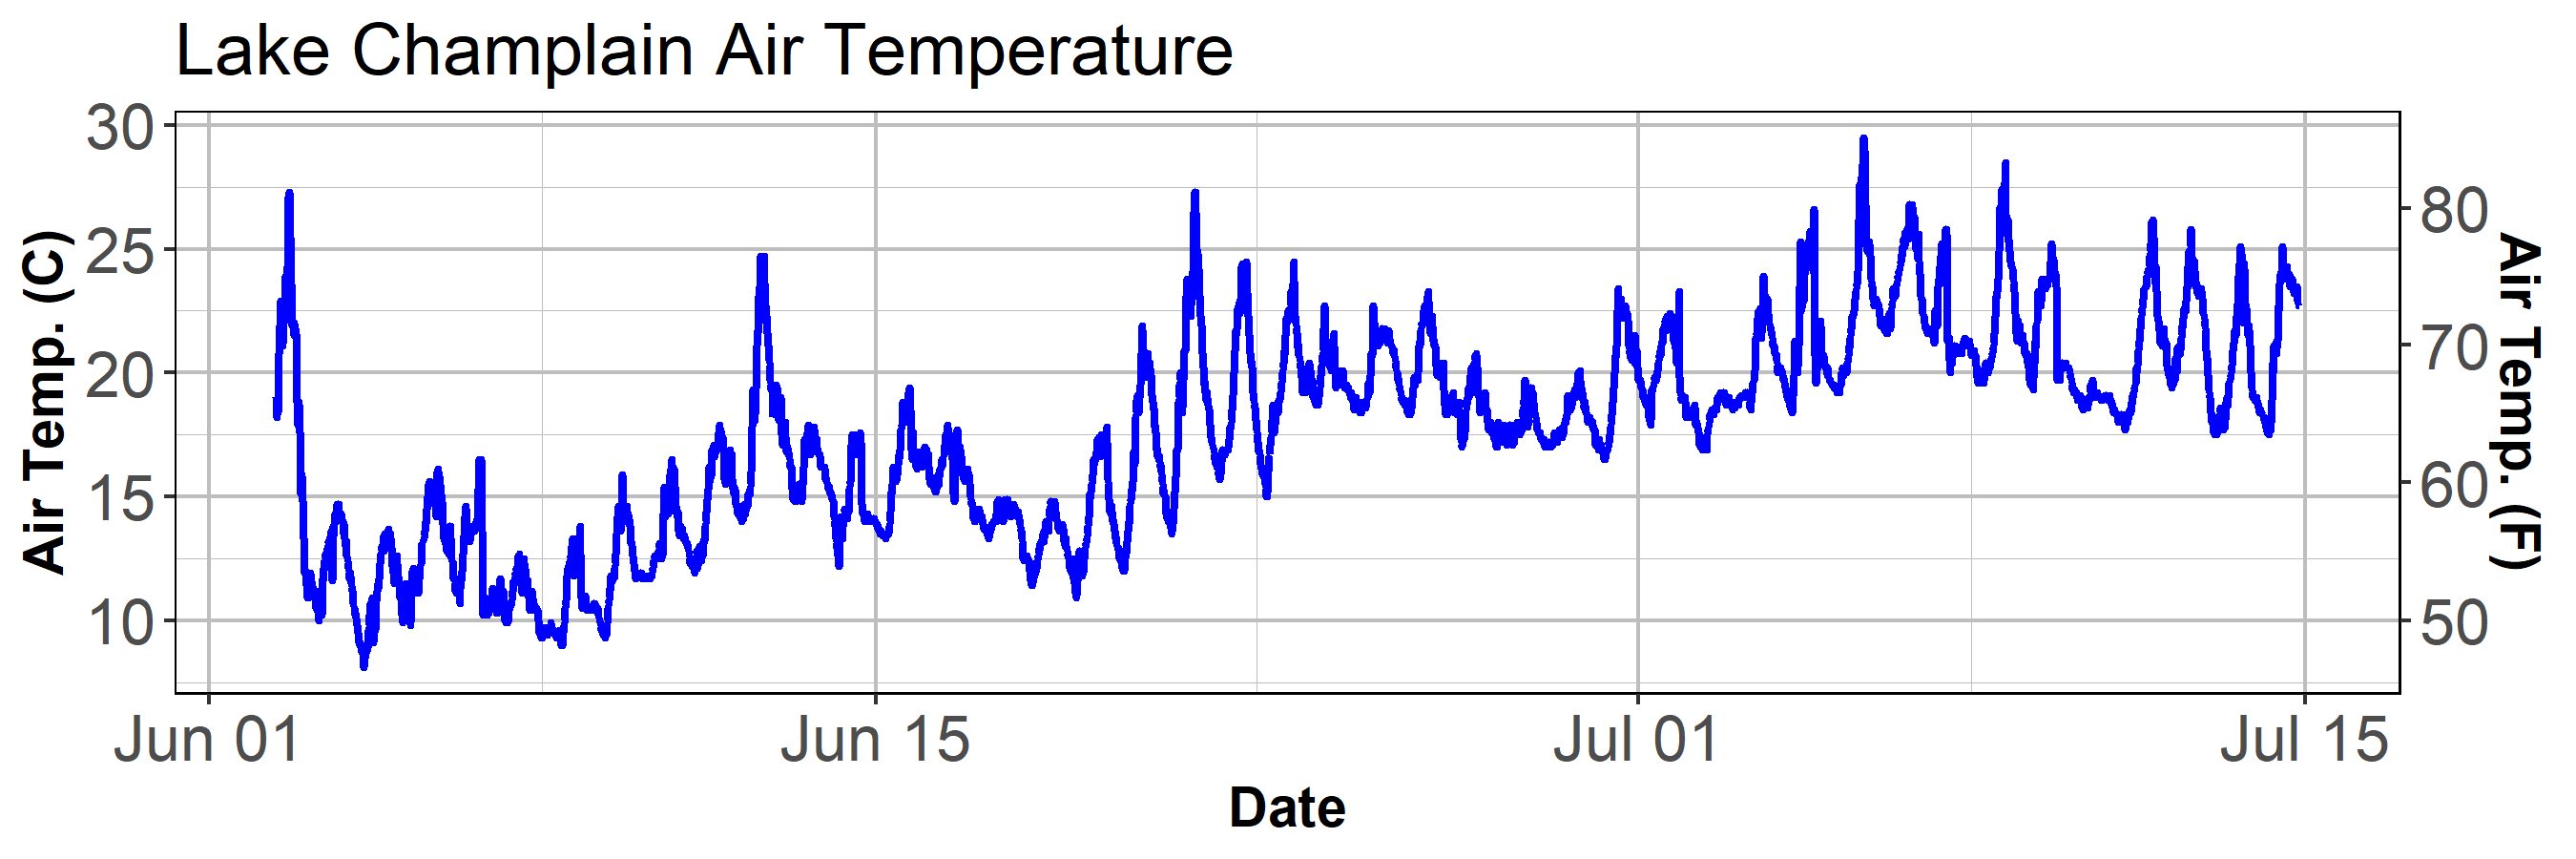 Lake Champlain Air Temperature
30
25
20
15
10
Air Temp. (C)
80
70
60
50
Air Temp. (F)
Jun 01 Jun 15 Jul 01 Jul 15
Date